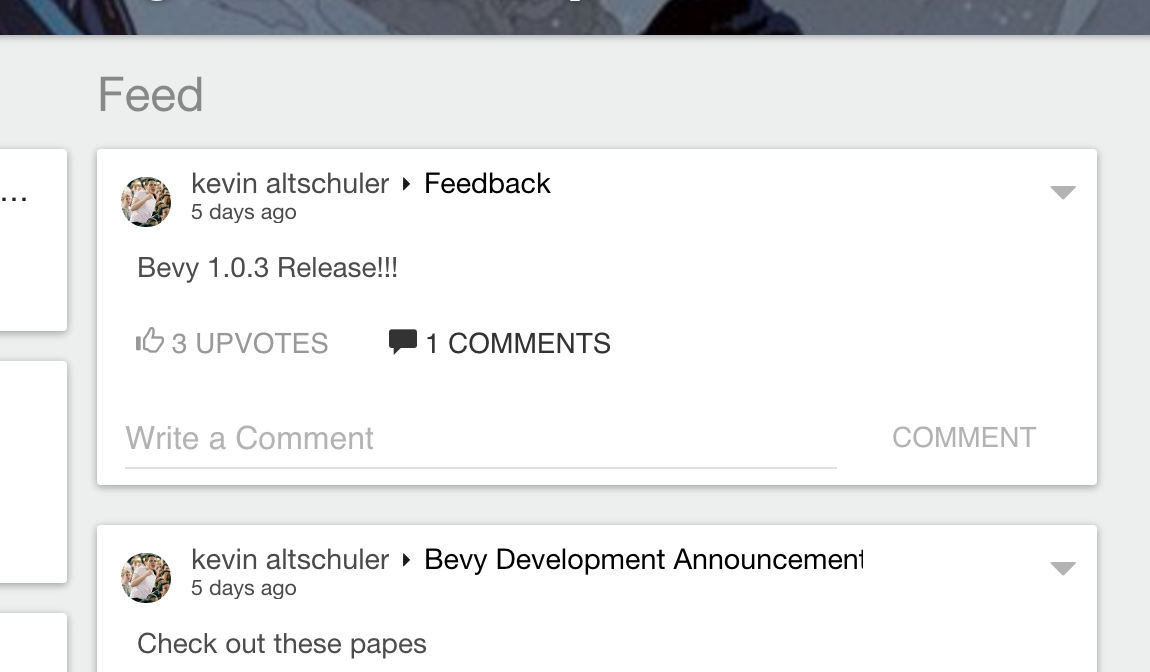 Feed
...
kevin altschuler Feedback
5 days ago
Bevy 1.0.3 Release!!!
3 UPVOTES 1 COMMENTS
Write a Comment COMMENT
kevin altschuler Bevy Development Announcement
5 days ago
Check out these papes